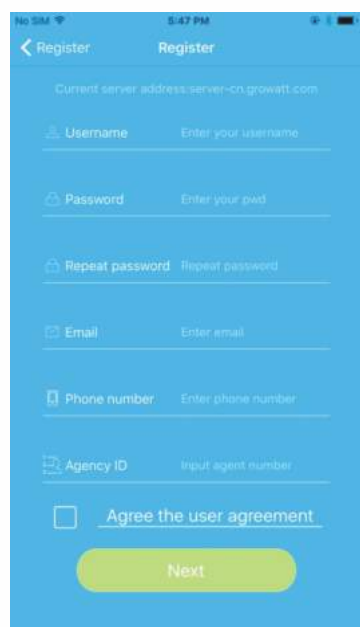 No SIM 5:47 PM
Register Register
Current server address:server-cn.growatt.com
Username Enter your username
Password Enter your pwd
Repeat password Repeat password
Email Enter email
Phone number Enter phone number
Agency ID Input agent number
Agree the user agreement
Next